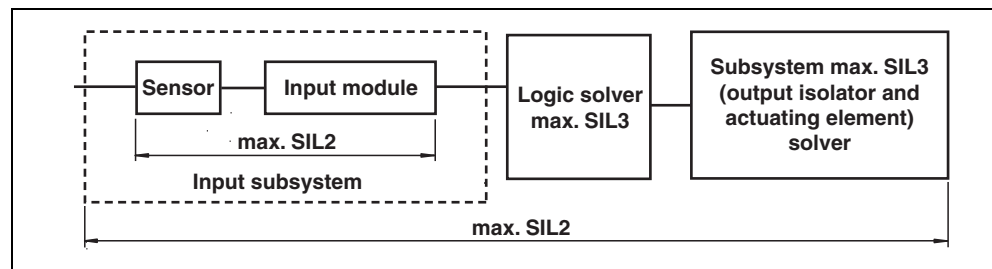 Sensor
Input module
max. SIL2
Input subsystem
Logic solver
max. SIL3
Subsystem max. SIL3
(output isolator and
actuating element)
solver
max. SIL2